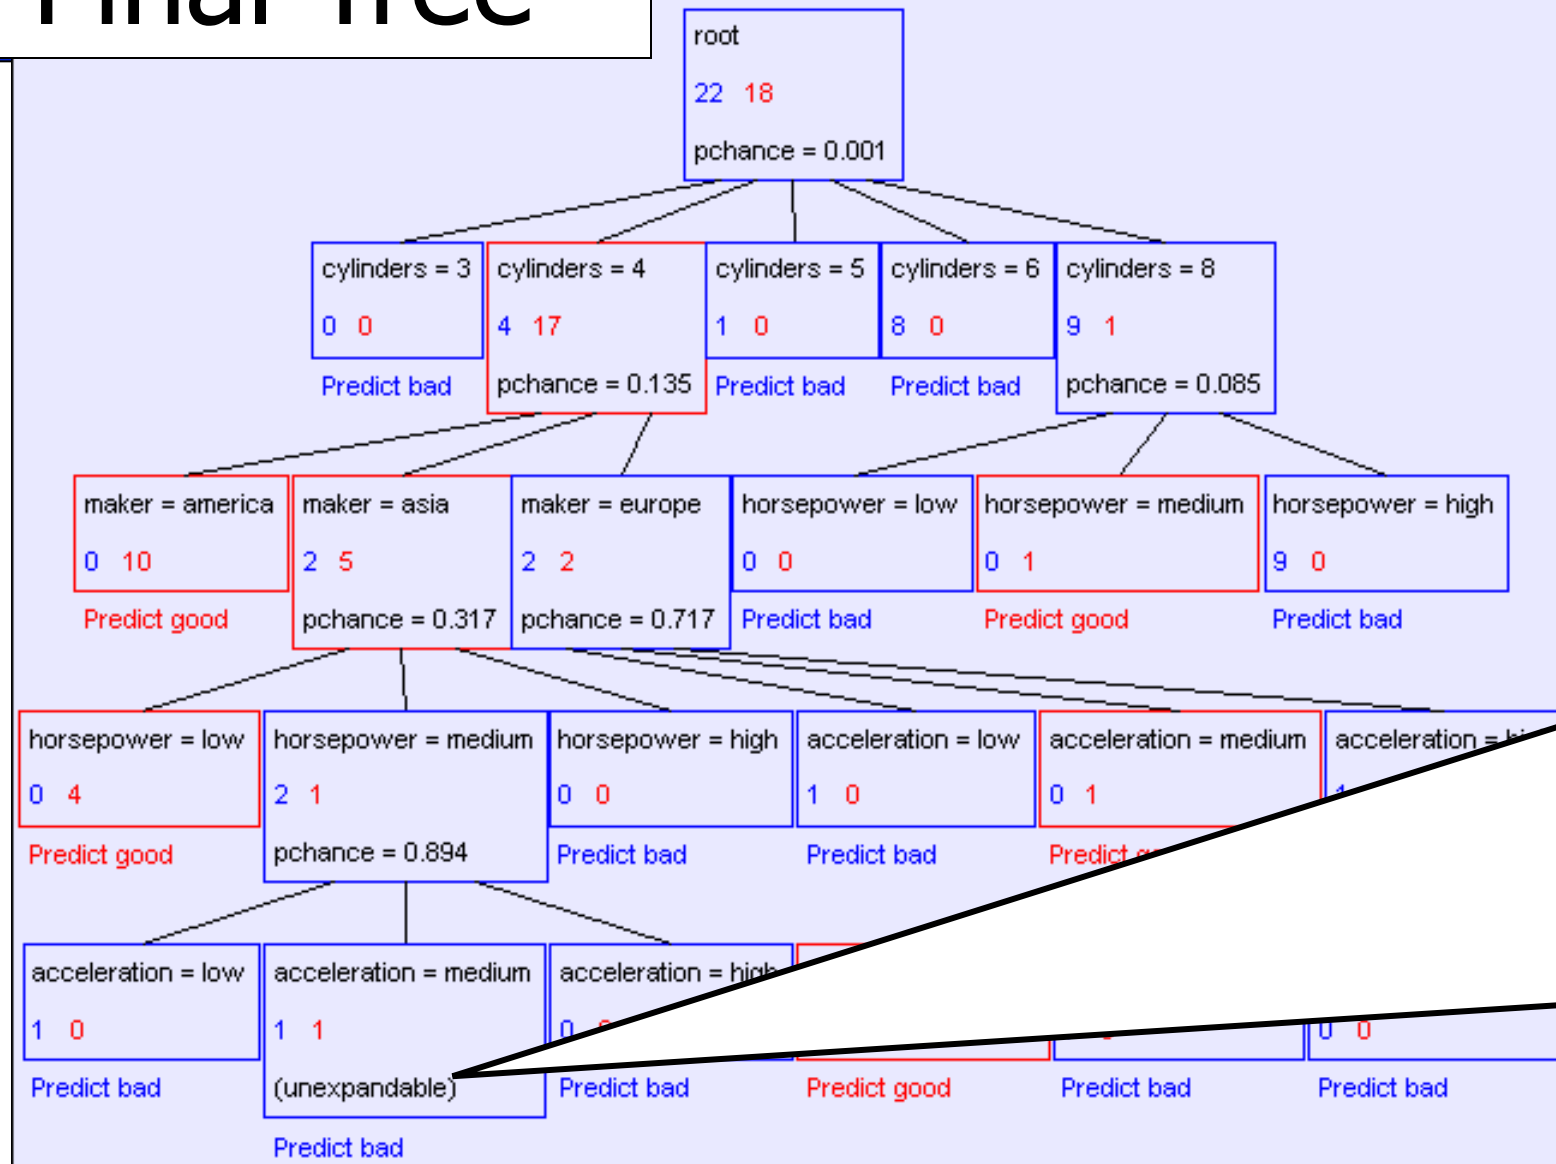 Final Tree
root
22 18
pchance = 0.001
cylinders = 3 cylinders = 4 cylinders = 5 cylinders = 6 cylinders = 8
0 0 4 17 1 0 8 0 9 1
Predict bad pchance = 0.135 Predict bad Predict bad pchance = 0.085
maker = america maker = asia maker = europe horsepower = low horsepower = medium horsepower = high
0 10 2 5 2 2 0 0 0 1 9 0
Predict good pchance = 0.317 pchance = 0.717 Predict bad Predict good Predict bad
horsepower = low horsepower = medium horsepower = high acceleration = low acceleration = medium acceleration =
0 4 2 1 0 0 1 0 0 1
Predict good pchance = 0.894 Predict bad Predict bad Predict
acceleration = low acceleration = medium acceleration = high
1 0 1 1 0 0 0
Predict bad (unexpandable) Predict bad Predict good Predict bad Predict bad
Predict bad